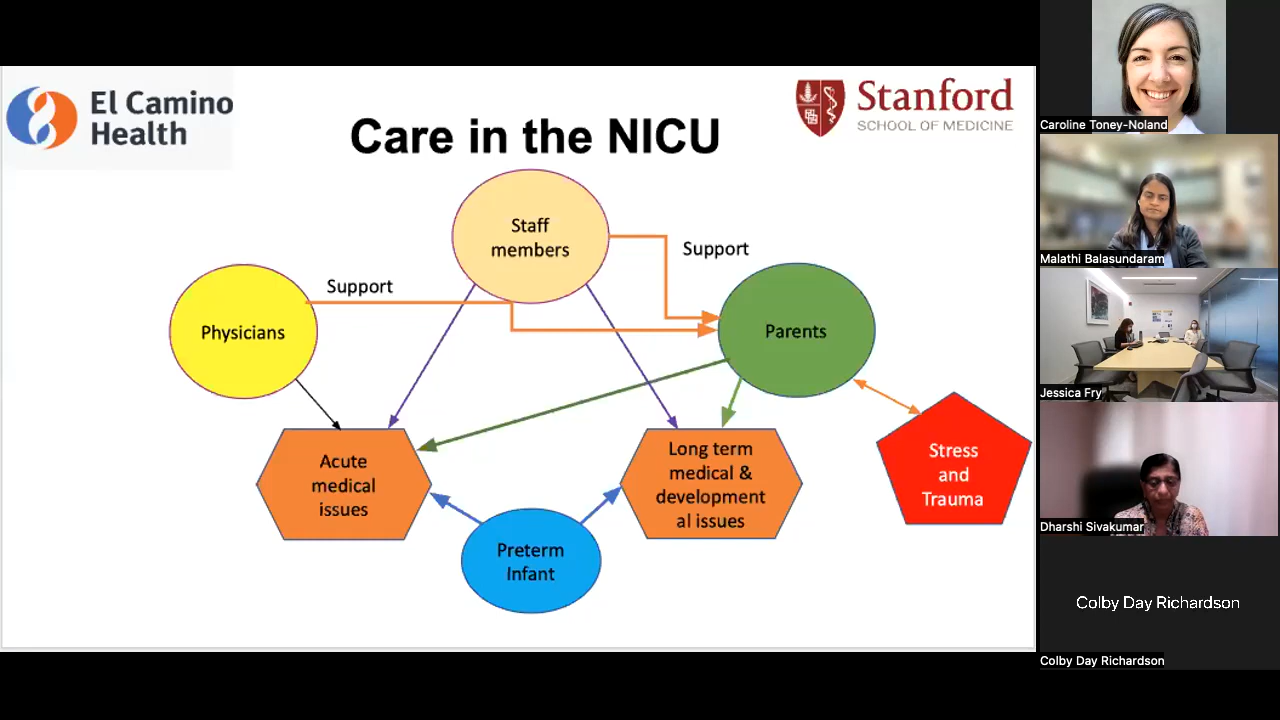 El Camino
Health
Stanford
SCHOOL OF MEDICINE
Care in the NICU
Staff
members
Support
Support
Physicians
Parents
Acute
medical
issues
Long term
medical &
development
al issues
Stress
and
Trauma
Preterm
Infant
Caroline Toney-Noland
Malathi Balasundaram
Jessica Fry
Dharshi Sivakumar
Colby Day Richardson
Colby Day Richardson